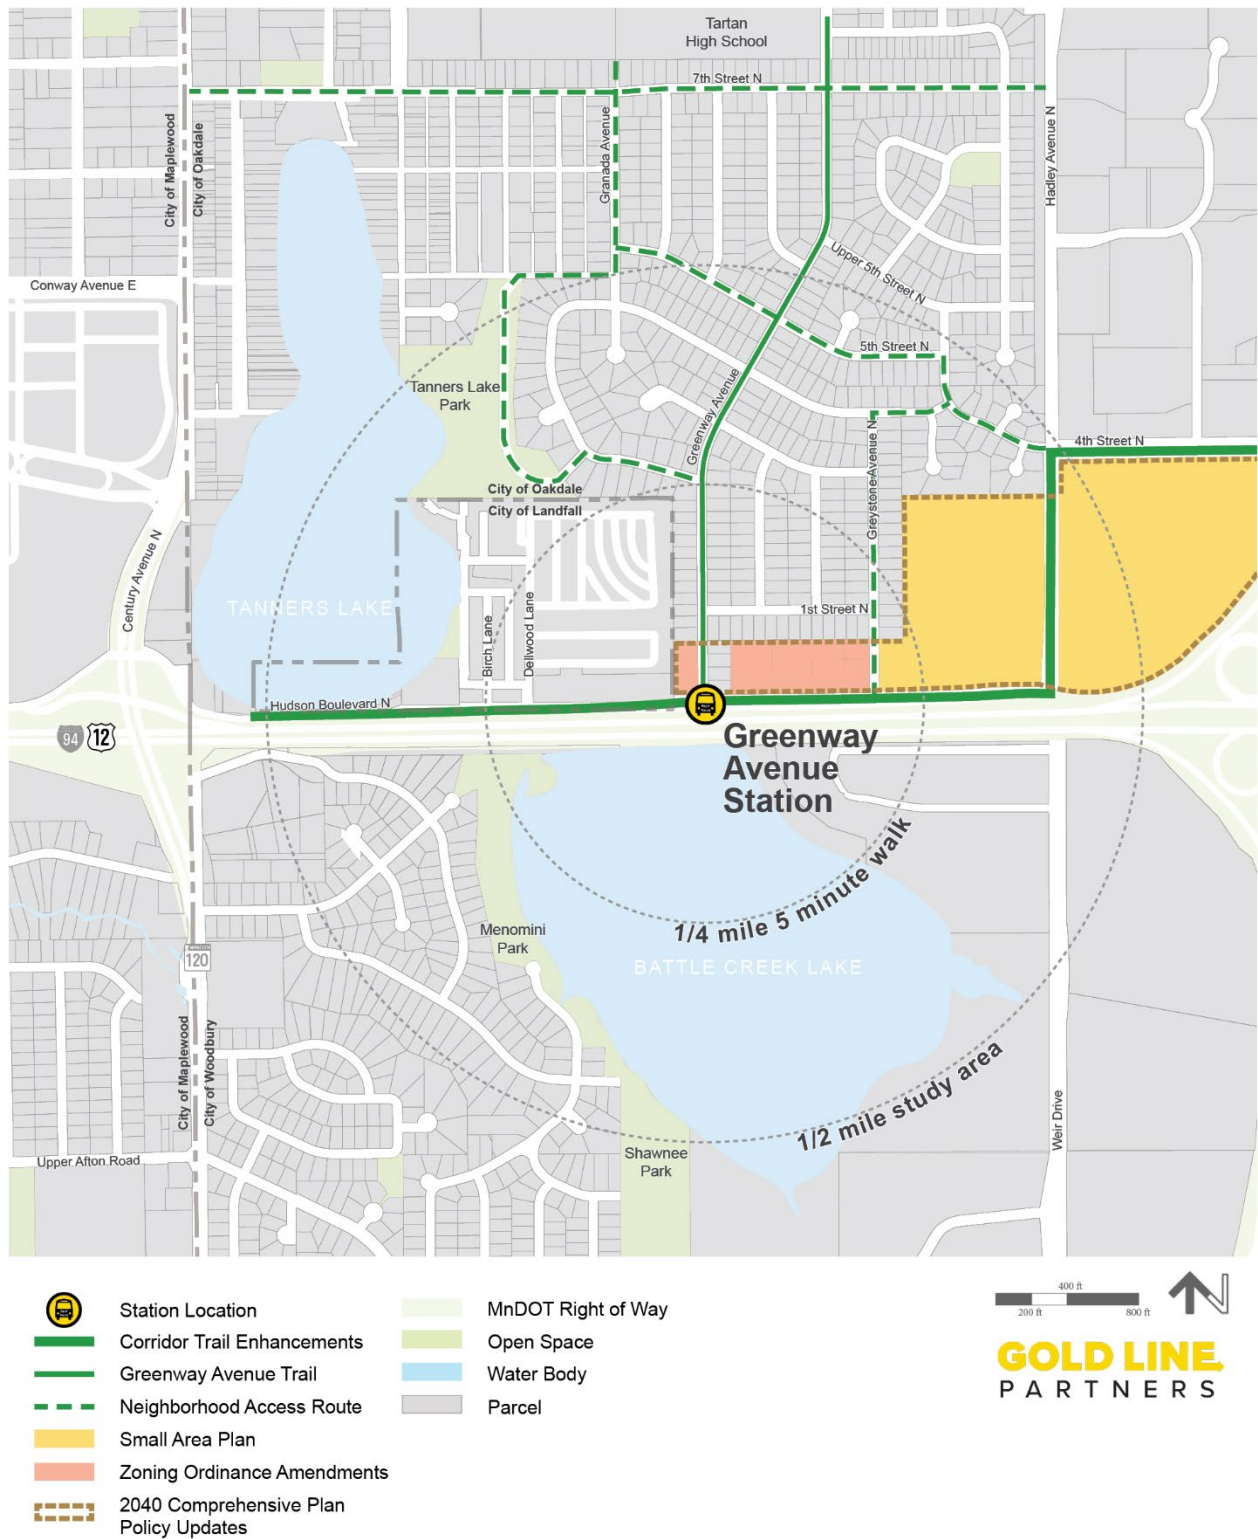 Tartan
High School
7th Street N
City of Maplewood
City of Oakdale
Granada Avenue
Hadley Avenue N
Upper 5th Street N
Conway Avenue E
5th Street N
Tanners Lake
Park
Greenway Avenue
Greystone Avenue N
4th Street N
City of Oakdale
City of Landfall
Century Avenue N
TANNERS LAKE
Birch Lane
Dellwood Lane
1st Street N
Hudson Boulevard N
94
12
Greenway
Avenue
Station
1/4 mile 5 minute walk
Menomini
Park
BATTLE CREEK LAKE
120
City of Maplewood
City of Woodbury
1/2 mile study area
Weir Drive
Upper Afton Road
Shawnee
Park
Station Location
Corridor Trail Enhancements
Greenway Avenue Trail
Neighborhood Access Route
Small Area Plan
Zoning Ordinance Amendments
2040 Comprehensive Plan
Policy Updates
MnDOT Right of Way
Open Space
Water Body
Parcel
400 ft
200 ft
800 ft
N
GOLD LINE
PARTNERS